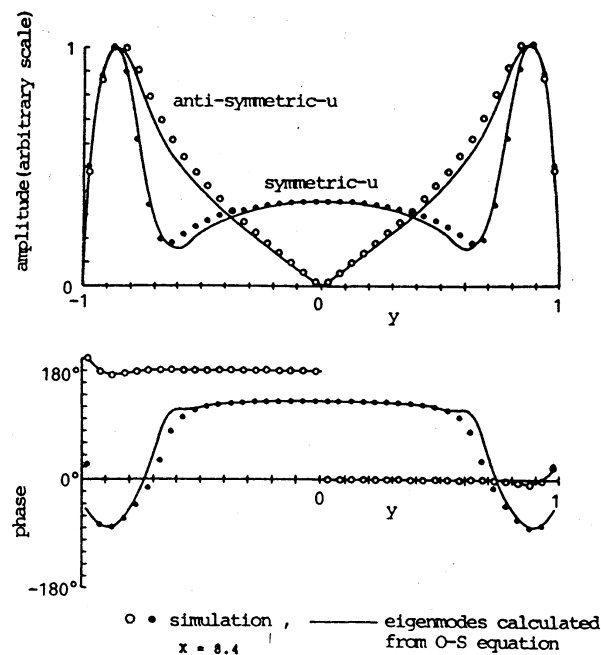 amplitude(arbitrary scale)
1
anti-symmetric-u
symmetric-u
0
-1
0
1
y
phase
180°
0°
-180°
0
1
y
simulation ,
eigenmodes calculated
from O-S equation
X = 8.4